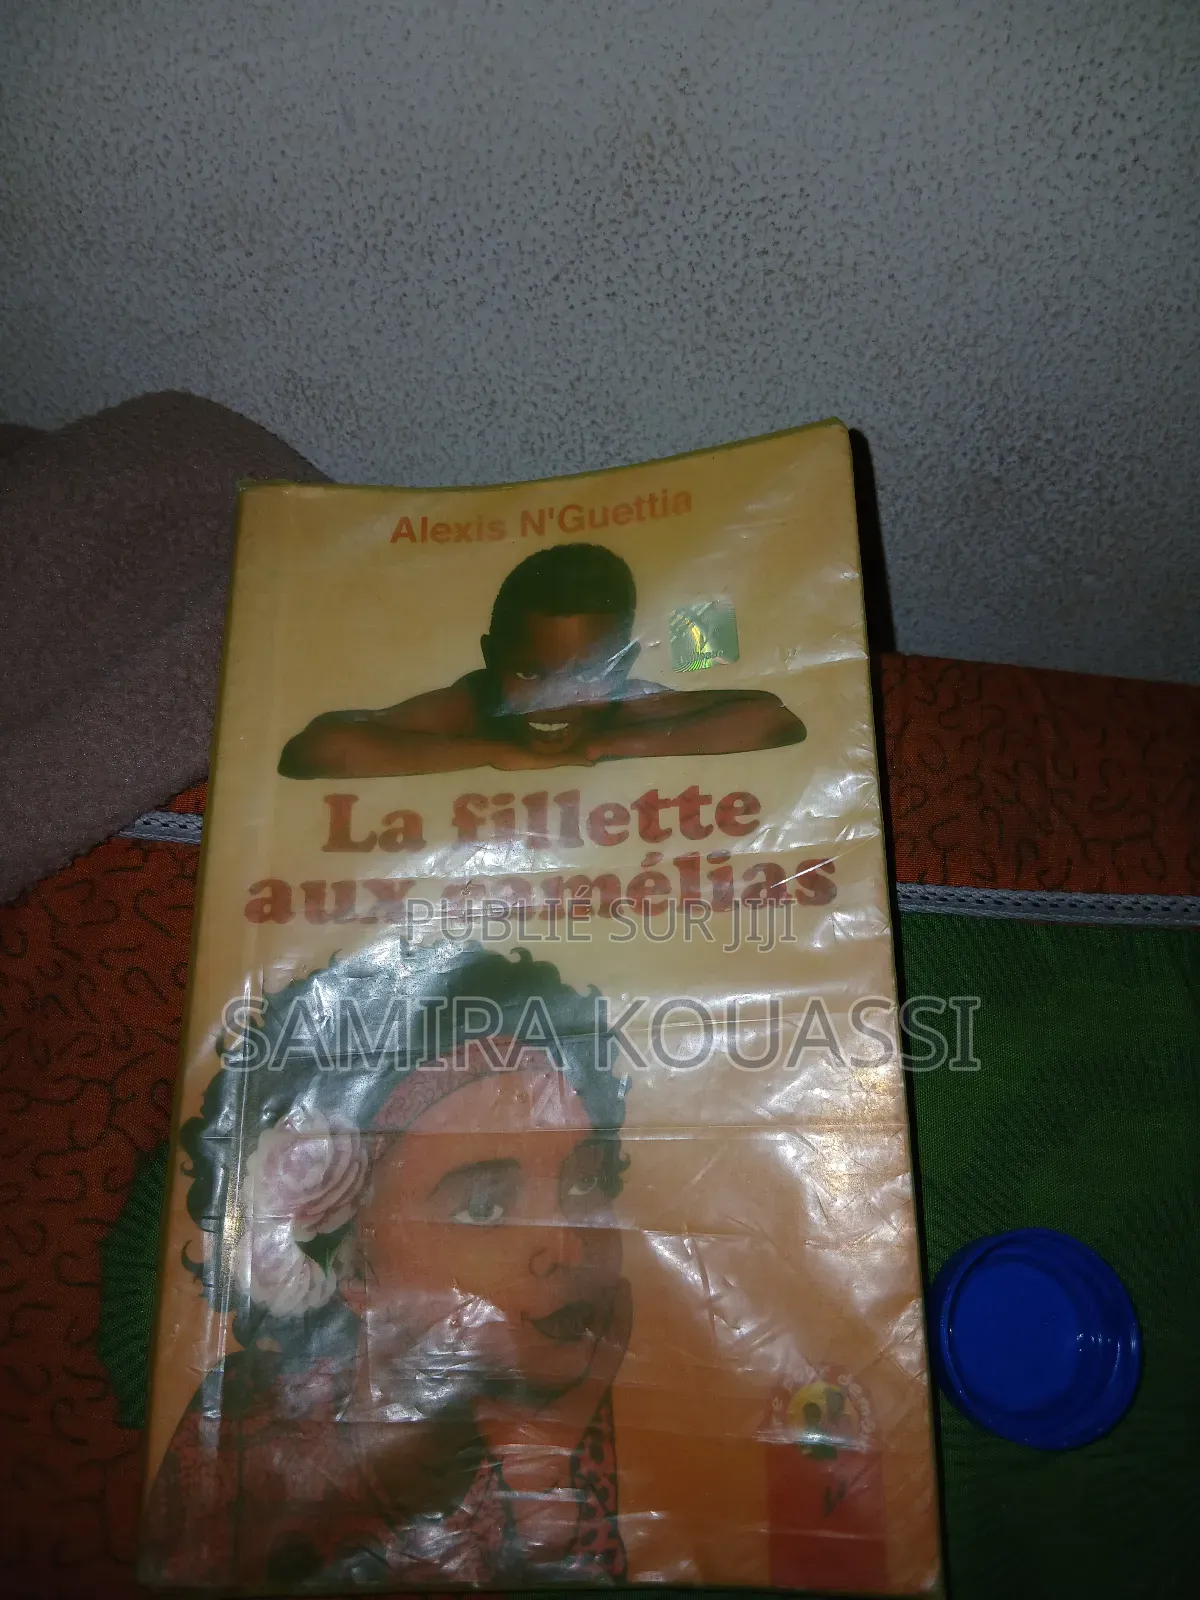 Alexis N'Guettia
La fillette
aux camélias
PUBLIÉ SUR JIJI
SAMIRA KOUASSI